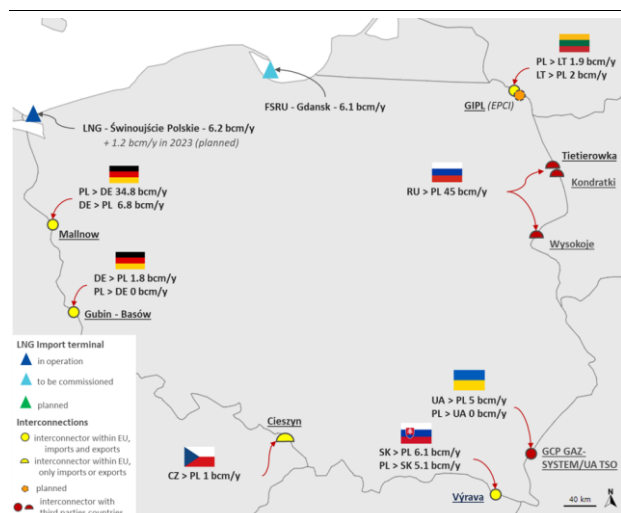 PL > LT 1.9 bcm/y
LT > PL 2 bcm/y
GIPL (EPCI)
FSRU - Gdansk - 6.1 bcm/y
LNG - Świnoujście Polskie - 6.2 bcm/y
+ 1.2 bcm/y in 2023 (planned)
Tietierowka
Kondratki
RU > PL 45 bcm/y
Wysokoje
PL > DE 34.8 bcm/y
DE > PL 6.8 bcm/y
Mallnow
DE > PL 1.8 bcm/y
PL > DE 0 bcm/y
Gubin - Basów
LNG Import terminal
in operation
to be commissioned
planned
Interconnections
interconnector within EU,
imports and exports
interconnector within EU,
only imports or exports
planned
interconnector with
third parties countries
Cieszyn
CZ > PL 1 bcm/y
UA > PL 5 bcm/y
PL > UA 0 bcm/y
SK > PL 6.1 bcm/y
PL > SK 5.1 bcm/y
GCP GAZ-
SYSTEM/UA TSO
Výrava
40 km
N